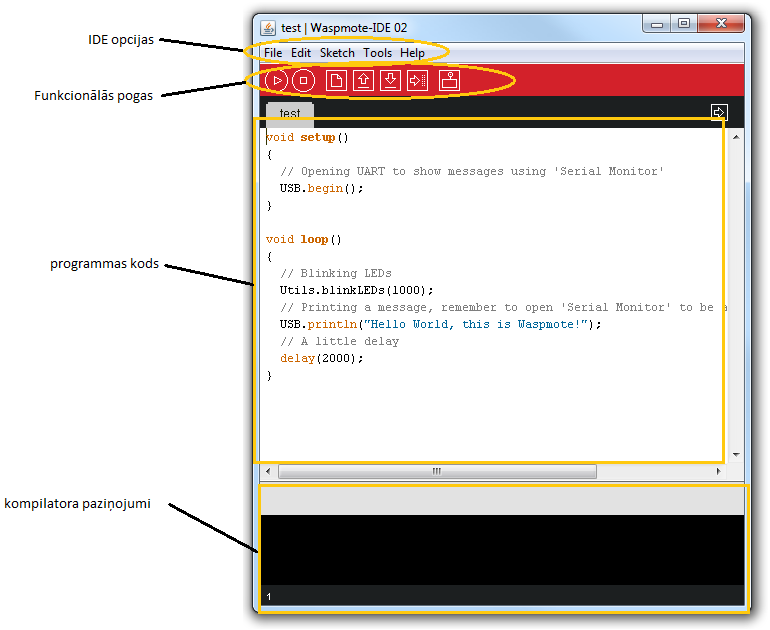 test | Waspmote-IDE 02
IDE opcijas
File Edit Sketch Tools Help
Funkcionālās pogas
test
void setup()
{
// Opening UART to show messages using 'Serial Monitor'
USB.begin();
}
void loop()
programmas kods
{
// Blinking LEDs
Utils.blinkLEDs(1000);
// Printing a message, remember to open 'Serial Monitor' to be a
USB.println("Hello World, this is Waspmote!");
// A little delay
delay(2000);
}
kompilatora paziņojumi
1